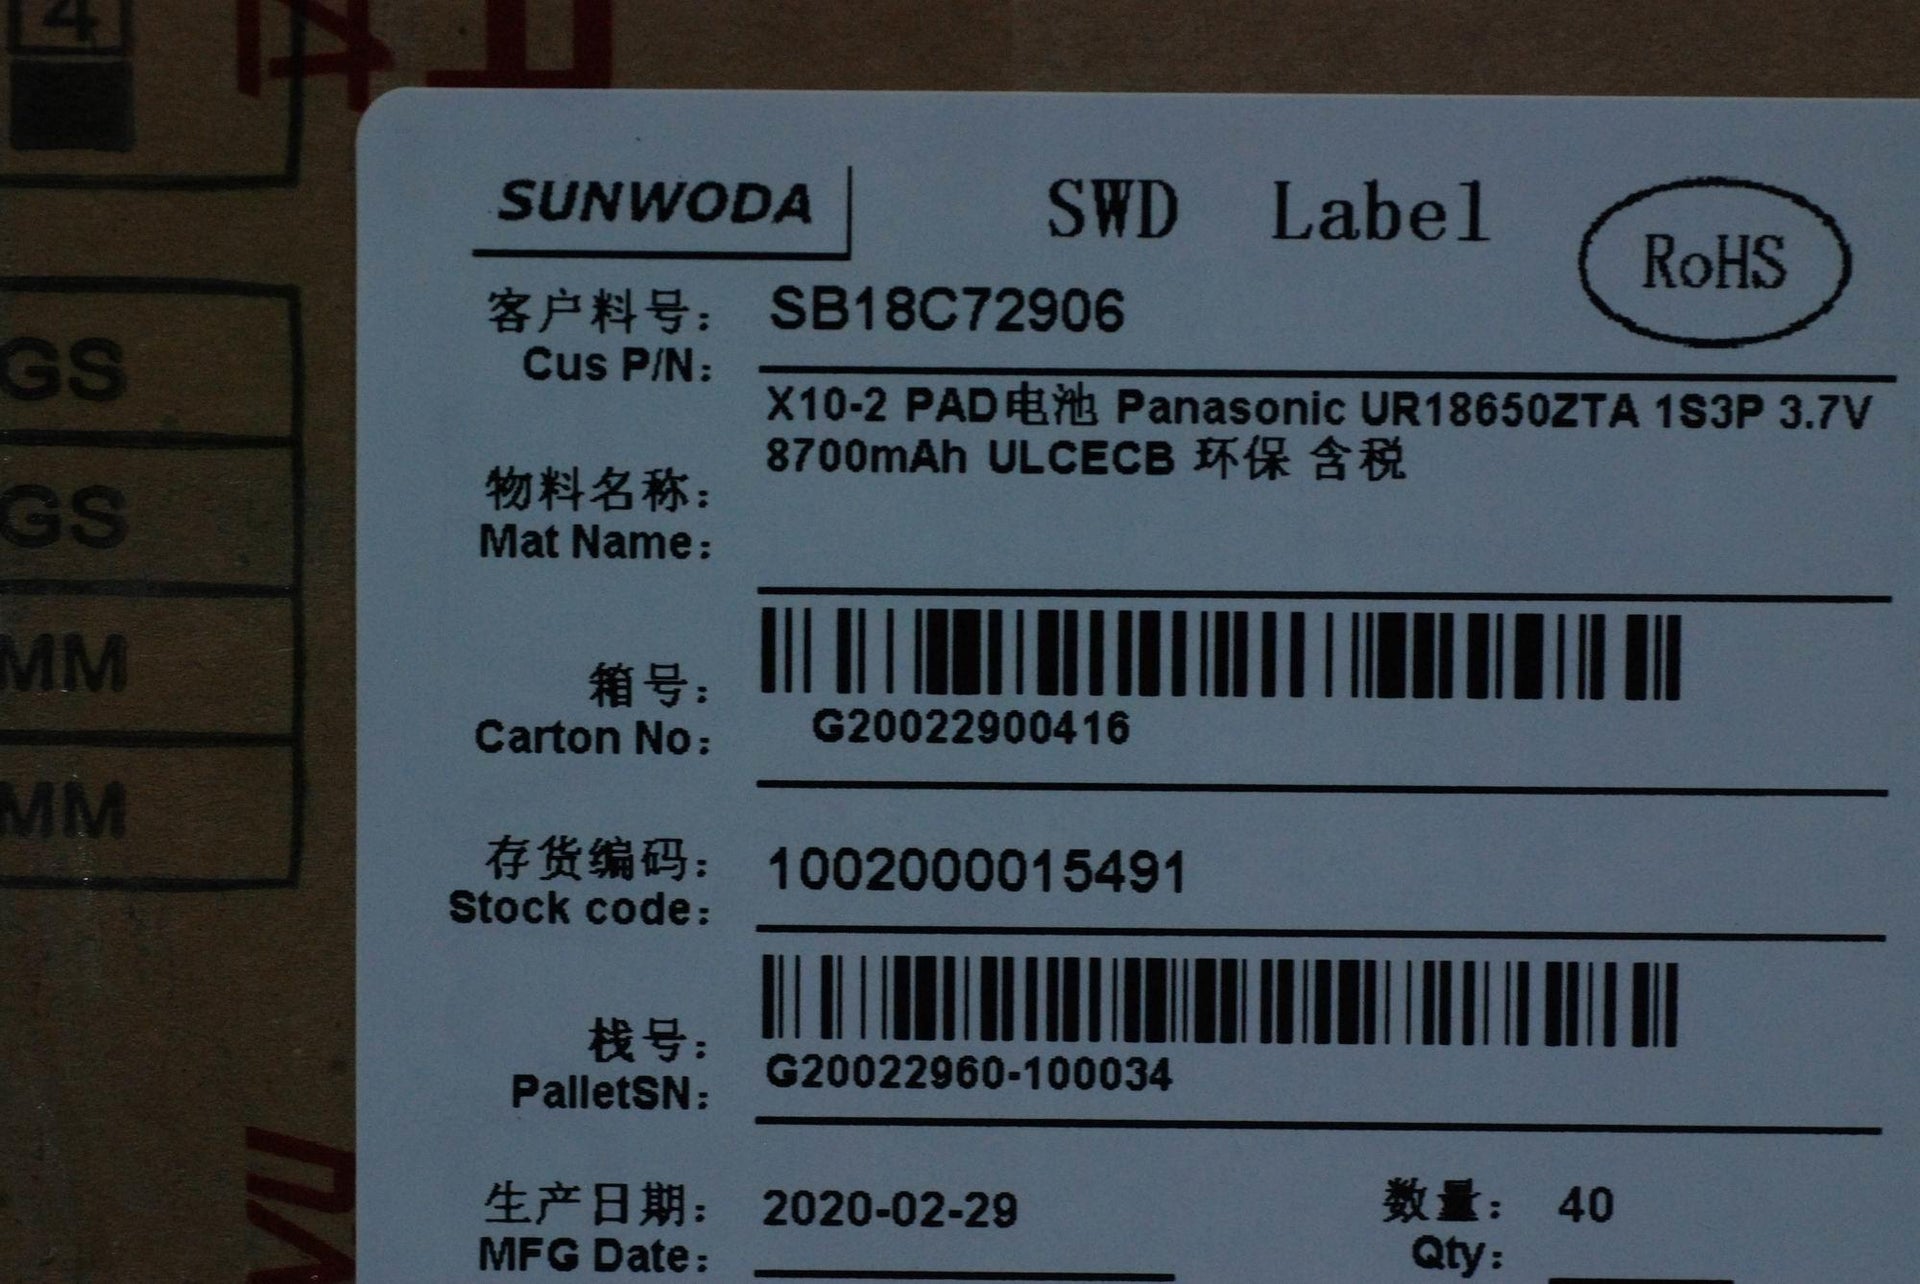 4
GS
GS
MM
MM
SUNWODA
SWD Label
RoHS
客户料号: SB18C72906
Cus P/N:
X10-2 PAD电池 Panasonic UR18650ZTA 1S3P 3.7V
8700mAh ULCECB 环保 含税
物料名称:
Mat Name:
箱号:
Carton No: G20022900416
存货编码: 1002000015491
Stock code:
栈号:
PalletSN: G20022960-100034
生产日期: 2020-02-29 数量: 40
MFG Date: Qty: